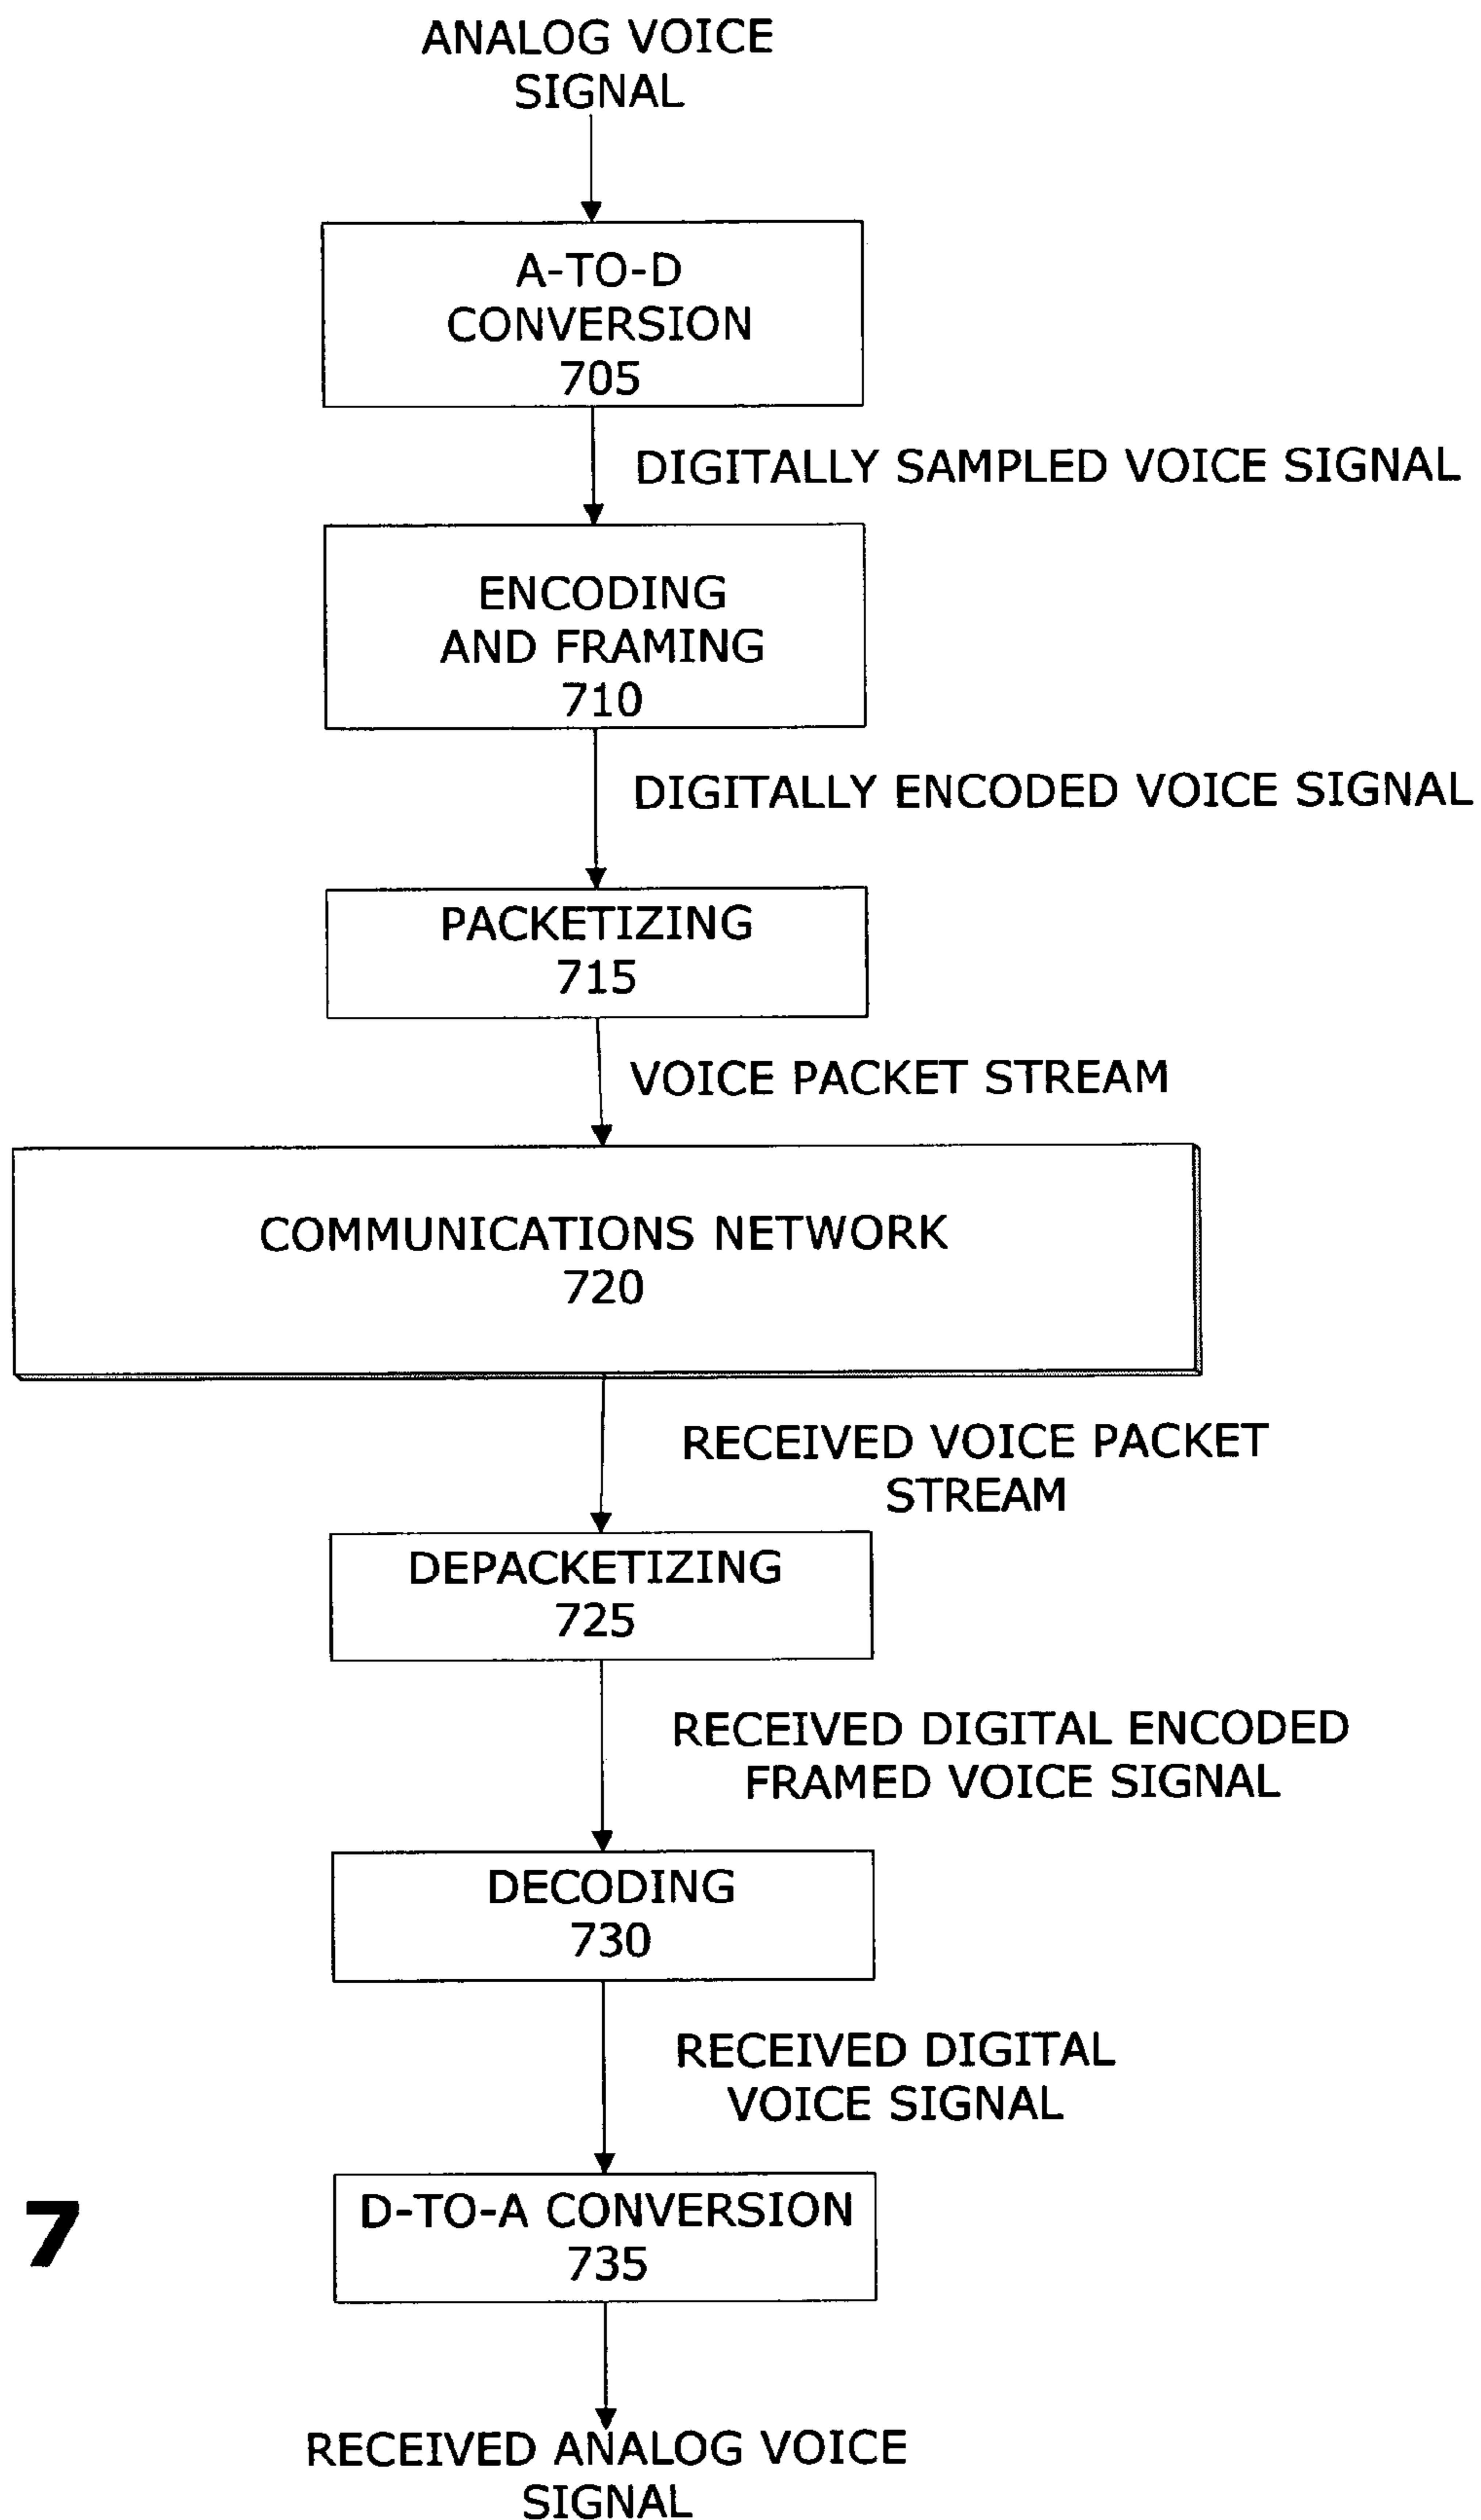 ANALOG VOICE
SIGNAL
A-TO-D
CONVERSION
705
DIGITALLY SAMPLED VOICE SIGNAL
ENCODING
AND FRAMING
710
DIGITALLY ENCODED VOICE SIGNAL
PACKETIZING
715
VOICE PACKET STREAM
COMMUNICATIONS NETWORK
720
RECEIVED VOICE PACKET
STREAM
DEPACKETIZING
725
RECEIVED DIGITAL ENCODED
FRAMED VOICE SIGNAL
DECODING
730
RECEIVED DIGITAL
VOICE SIGNAL
D-TO-A CONVERSION
735
7
RECEIVED ANALOG VOICE
SIGNAL